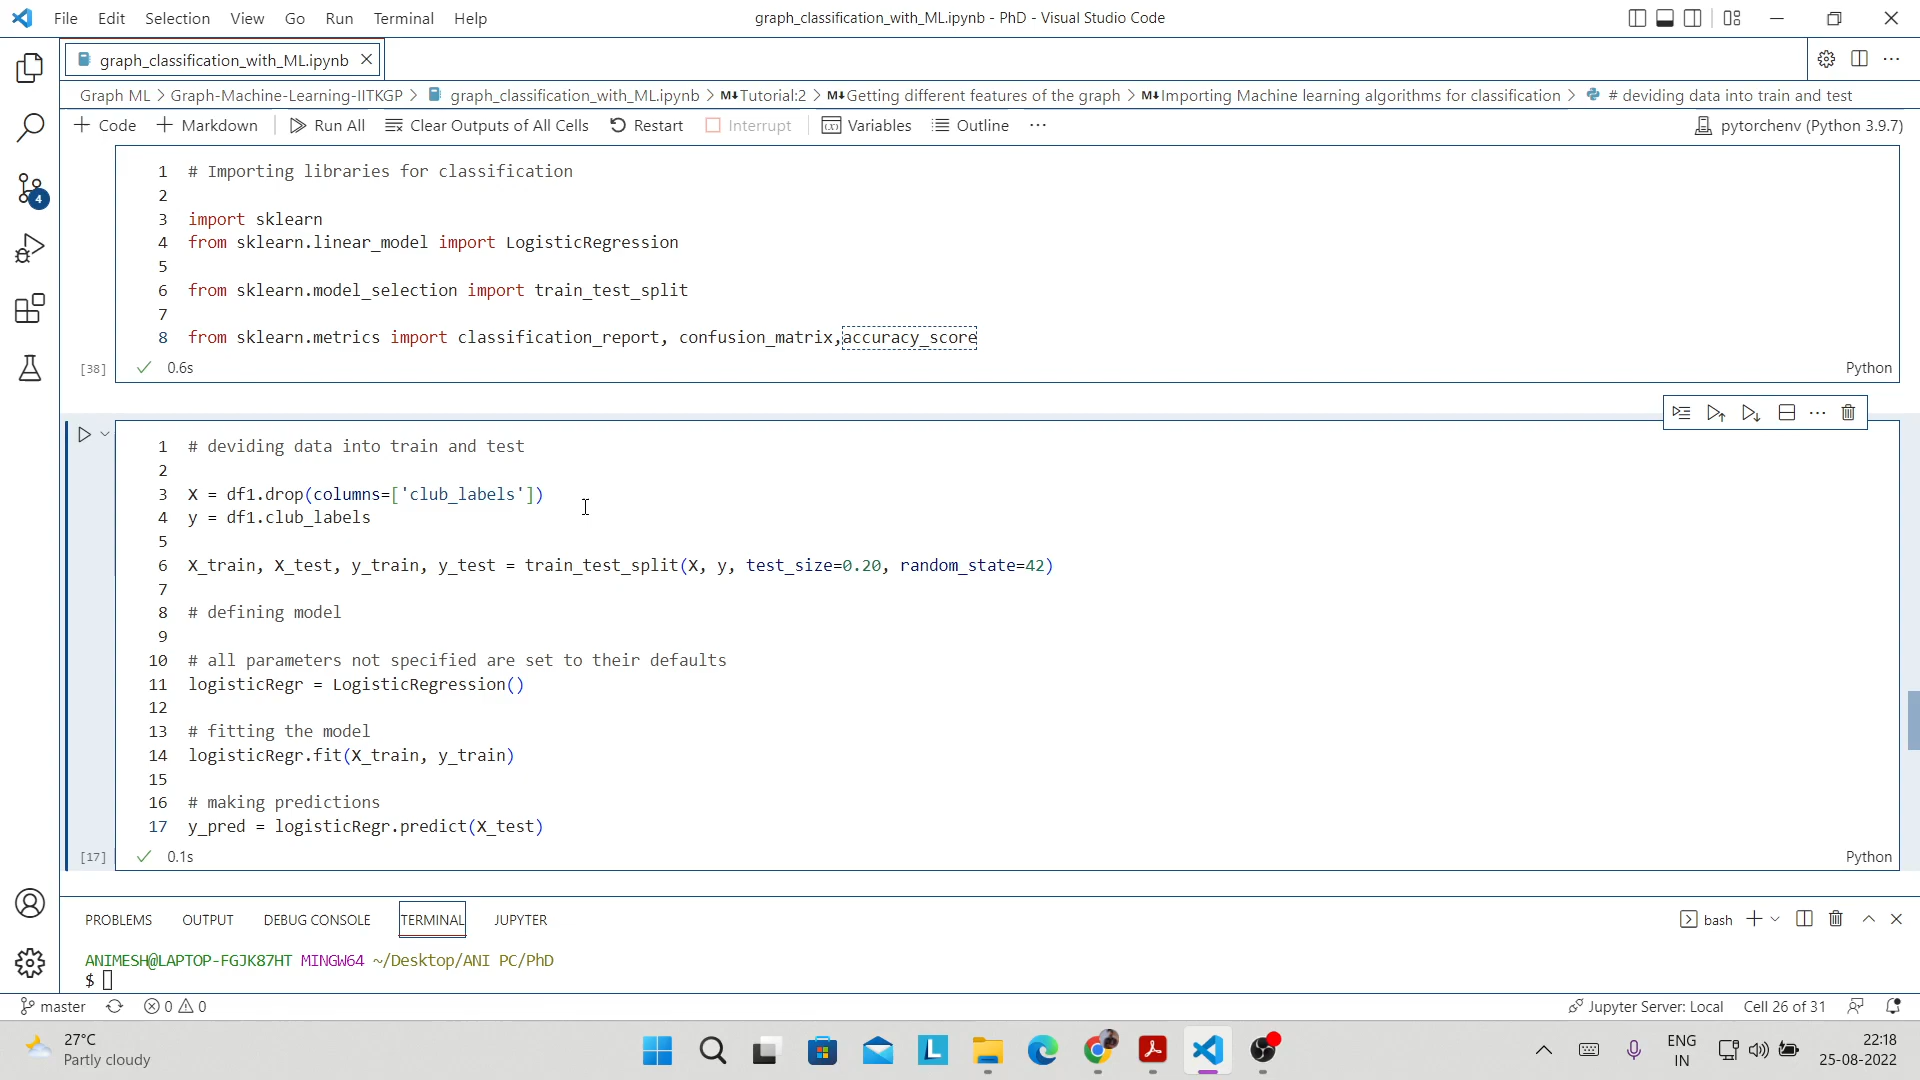 File Edit Selection View Go Run Terminal Help
graph_classification_with_ML.ipynb - PhD - Visual Studio Code
graph_classification_with_ML.ipynb
Graph ML > Graph-Machine-Learning-IITKGP > graph_classification_with_ML.ipynb > M↓Tutorial:2 > M↓Getting different features of the graph > M↓Importing Machine learning algorithms for classification > # deviding data into train and test
+ Code + Markdown Run All Clear Outputs of All Cells Restart Interrupt Variables Outline ··· pytorchenv (Python 3.9.7)
1 # Importing libraries for classification
2
3 import sklearn
4 from sklearn.linear_model import LogisticRegression
5
6 from sklearn.model_selection import train_test_split
7
8 from sklearn.metrics import classification_report, confusion_matrix,accuracy_score
[38] 0.6s Python
1 # deviding data into train and test
2
3 X = df1.drop(columns=['club_labels'])
4 y = df1.club_labels
5
6 X_train, X_test, y_train, y_test = train_test_split(X, y, test_size=0.20, random_state=42)
7
8 # defining model
9
10 # all parameters not specified are set to their defaults
11 logisticRegr = LogisticRegression()
12
13 # fitting the model
14 logisticRegr.fit(X_train, y_train)
15
16 # making predictions
17 y_pred = logisticRegr.predict(X_test)
[17] 0.1s Python
PROBLEMS OUTPUT DEBUG CONSOLE TERMINAL JUPYTER
bash
ANIMESH@LAPTOP-FGJK87HT MINGW64 ~/Desktop/ANI PC/PhD
$
master 0 0 Jupyter Server: Local Cell 26 of 31
4
27°C
Partly cloudy
ENG
IN
22:18
25-08-2022